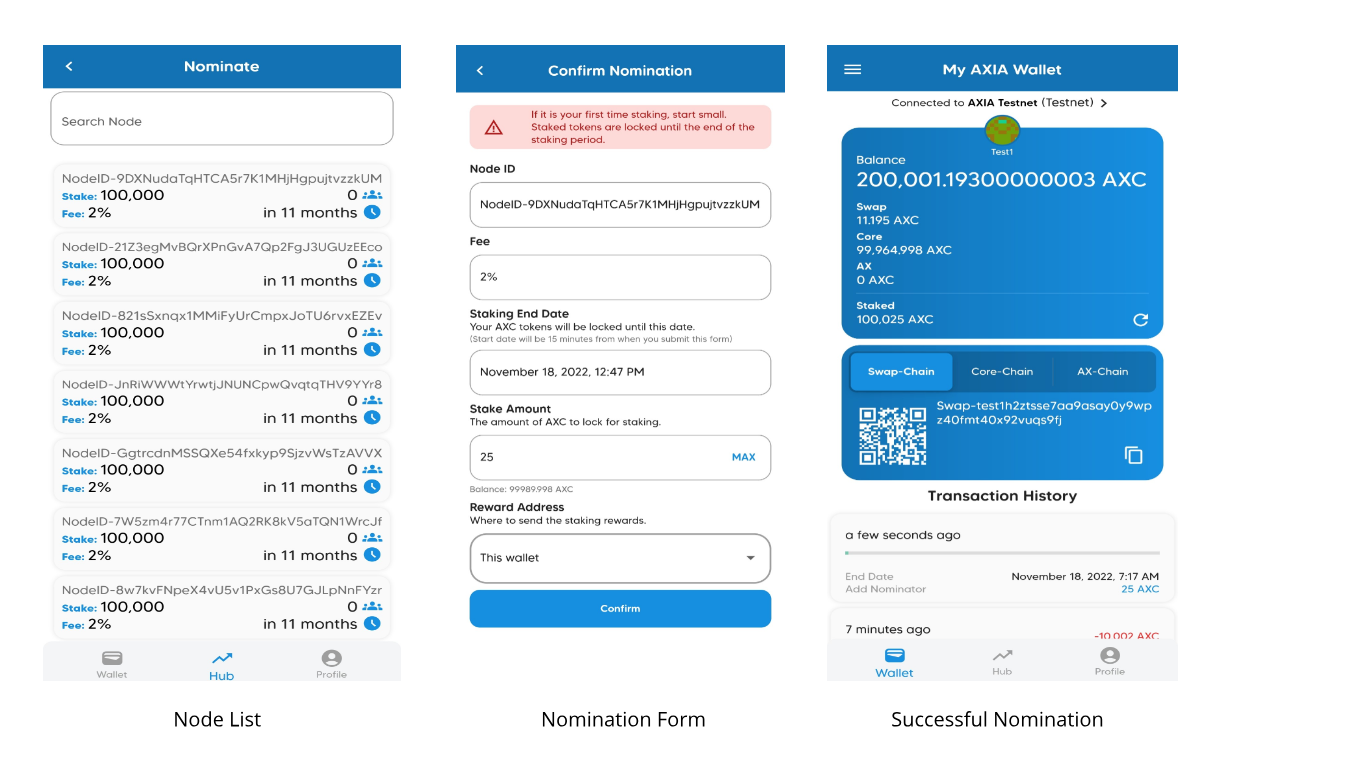 Nominate
Search Node
NodeID-9DXNudaTqHTCA5r7K1MHjHgpujtvzzkUM
Stake: 100,000 0
Fee: 2% in 11 months
NodeID-21Z3egMvBQrXPnGvA7Qp2FgJ3UGUzEEco
Stake: 100,000 0
Fee: 2% in 11 months
NodeID-821sSxnqx1MMiFyUrCmpxJoTU6rvxEZEv
Stake: 100,000 0
Fee: 2% in 11 months
NodeID-JnRiWWWtYrwtjJNUNCpwQvqtqTHV9YYr8
Stake: 100,000 0
Fee: 2% in 11 months
NodeID-GgtrcdnMSSQXe54fxkyp9SjzvWsTzAVVX
Stake: 100,000 0
Fee: 2% in 11 months
NodeID-7W5zm4r77CTnm1AQ2RK8kV5aTQN1WrcJf
Stake: 100,000 0
Fee: 2% in 11 months
NodeID-8w7kvFNpeX4vU5v1PxGs8U7GJLpNnFYzr
Stake: 100,000 0
Fee: 2% in 11 months
Wallet Hub Profile
Node List
Confirm Nomination
If it is your first time staking, start small.
Staked tokens are locked until the end of the
staking period.
Node ID
NodeID-9DXNudaTqHTCA5r7K1MHjHgpujtvzzkUM
Fee
2%
Staking End Date
Your AXC tokens will be locked until this date.
(Start date will be 15 minutes from when you submit this form)
November 18, 2022, 12:47 PM
Stake Amount
The amount of AXC to lock for staking.
25 MAX
Balance: 99989.998 AXC
Reward Address
Where to send the staking rewards.
This wallet
Confirm
Nomination Form
My AXIA Wallet
Connected to AXIA Testnet (Testnet) >
Test1
Balance
200,001.19300000003 AXC
Swap
11.195 AXC
Core
99,964.998 AXC
AX
0 AXC
Staked
100,025 AXC
Swap-Chain Core-Chain AX-Chain
Swap-test1h2ztsse7aa9asay0y9wp
z40fmt40x92vuqs9fj
Transaction History
a few seconds ago
End Date November 18, 2022, 7:17 AM
Add Nominator 25 AXC
7 minutes ago
-10.002 AXC
Wallet Hub Profile
Successful Nomination